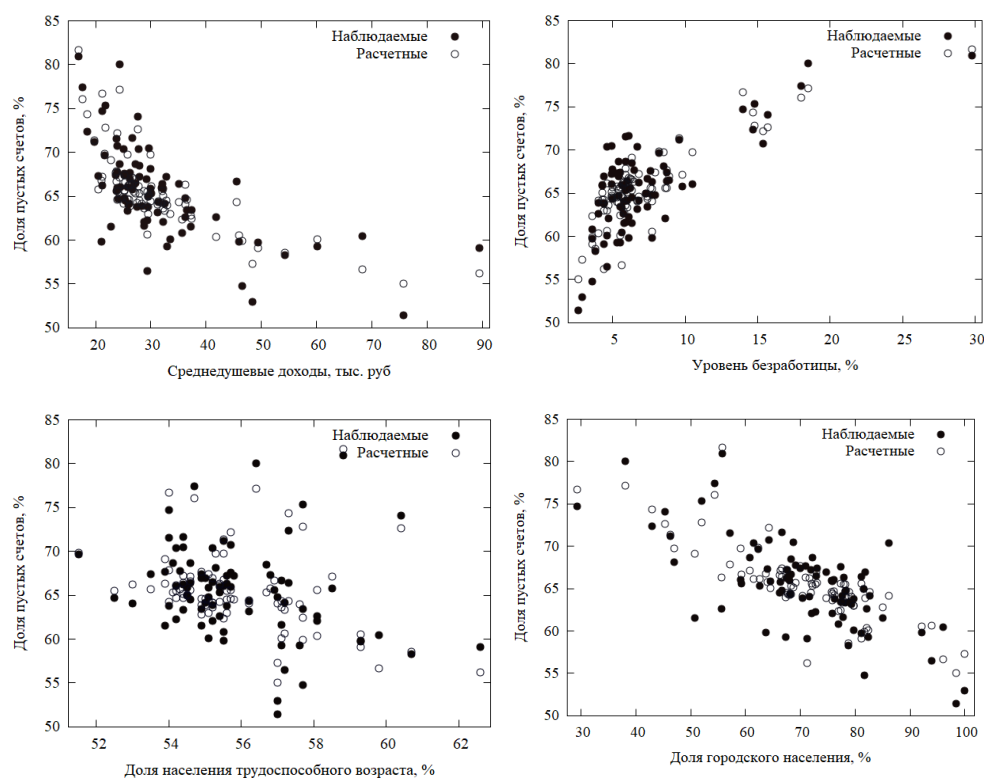 85
80
75
70
65
60
55
50
20 30 40 50 60 70 80 90
Наблюдаемые
Расчетные
Доля пустых счетов, %
Среднедушевые доходы, тыс. руб
85
80
75
70
65
60
55
50
5 10 15 20 25 30
Наблюдаемые
Расчетные
Доля пустых счетов, %
Уровень безработицы, %
85
80
75
70
65
60
55
50
52 54 56 58 60 62
Наблюдаемые
Расчетные
Доля пустых счетов, %
Доля населения трудоспособного возраста, %
85
80
75
70
65
60
55
50
30 40 50 60 70 80 90 100
Наблюдаемые
Расчетные
Доля пустых счетов, %
Доля городского населения, %